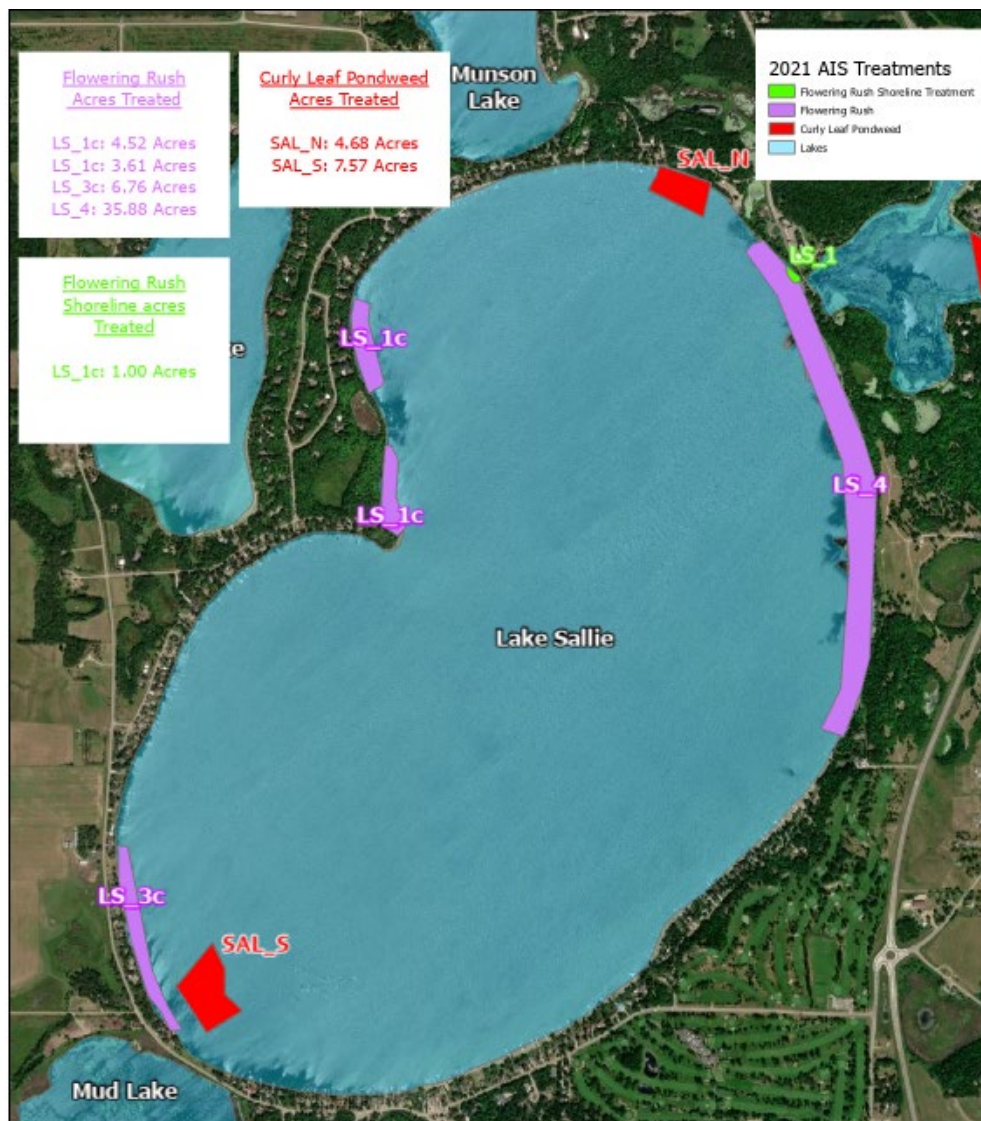 Flowering Rush
Acres Treated
LS_1c: 4.52 Acres
LS_1c: 3.61 Acres
LS_3c: 6.76 Acres
LS_4: 35.88 Acres
Curly Leaf Pondweed
Acres Treated
SAL_N: 4.68 Acres
SAL_S: 7.57 Acres
Munson
Lake
2021 AIS Treatments
Flowering Rush Shoreline Treatment
Flowering Rush
Curly Leaf Pondweed
Lakes
Flowering Rush
Shoreline acres
Treated
LS_1c: 1.00 Acres
SAL_N
LS_1
LS_1c
LS_4
LS_1c
Lake Sallie
LS_3c
SAL_S
Mud Lake